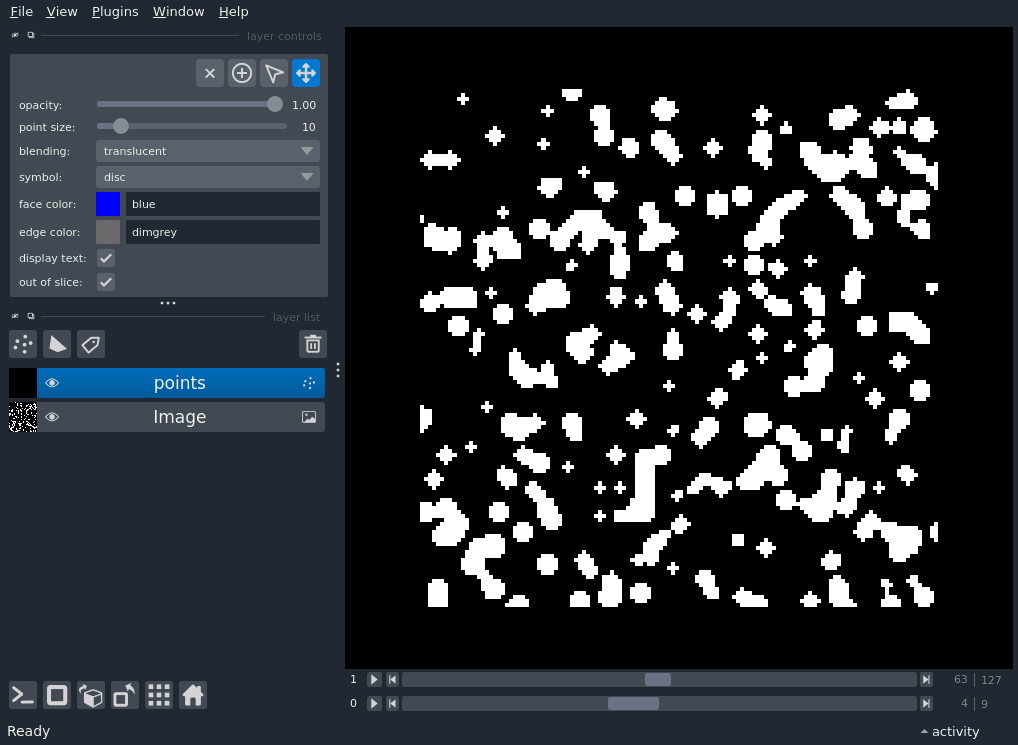 File View Plugins Window Help
layer controls
opacity: 1.00
point size: 10
blending: translucent
symbol: disc
face color: blue
edge color: dimgrey
display text:
out of slice:
layer list
points
Image
1 63 127
0 4 9
Ready activity